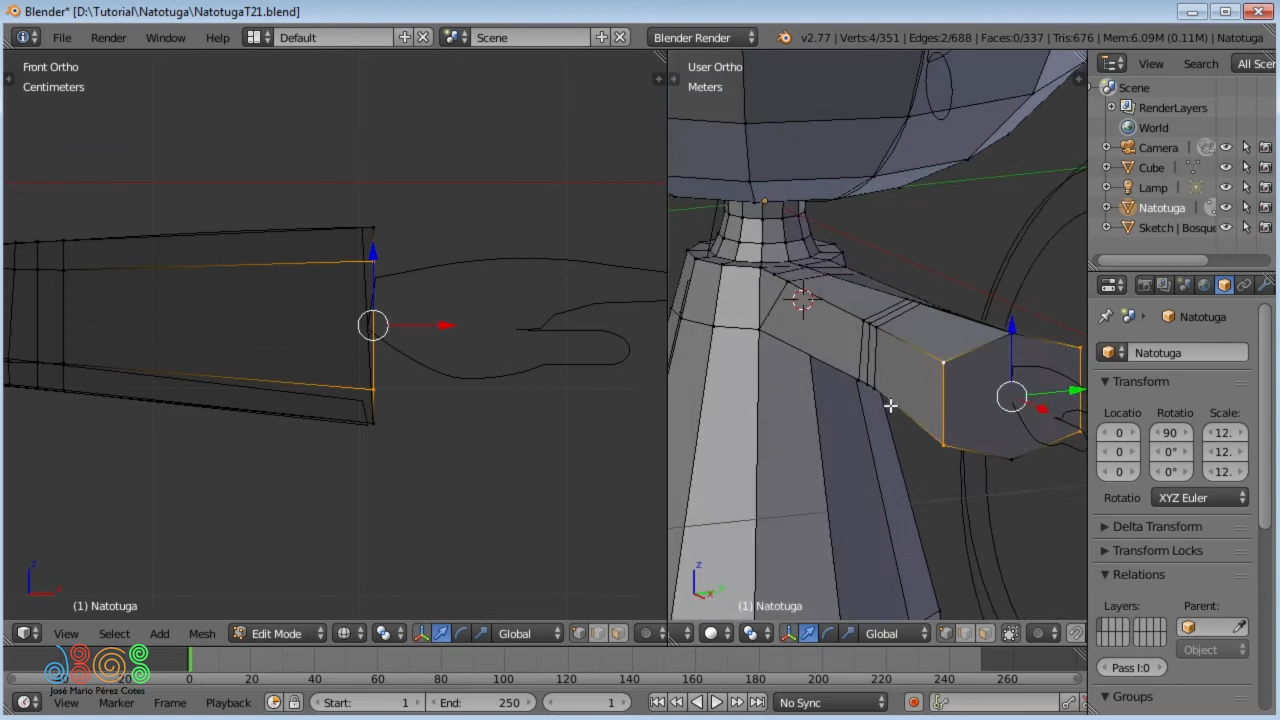 Blender* [D:\Tutorial\Natotuga\NatotugaT21.blend]
File Render Window Help Default Scene Blender Render v2.77 | Verts:4/351 | Edges:2/688 | Faces:0/337 | Tris:676 | Mem:6.09M (0.11M) | Natotuga
Front Ortho
Centimeters
User Ortho
Meters
View Search All Scen
Scene
RenderLayers
World
Camera
Cube
Lamp
Natotuga
Sketch | Bosque
Natotuga
Natotuga
Transform
Locatio Rotatio Scale:
0 90 12.
0 0° 12.
0 0° 12.
Rotatio XYZ Euler
Delta Transform
Transform Locks
Relations
Layers: Parent:
Object
Pass I:0
Groups
z
x
(1) Natotuga
z
y
x
(1) Natotuga
View Select Add Mesh Edit Mode Global
Global
0 20 40 60 80 100 120 140 160 180 200 220 240 260
José Mario Pérez Cotes
View Marker Frame Playback Start: 1 End: 250 1 No Sync